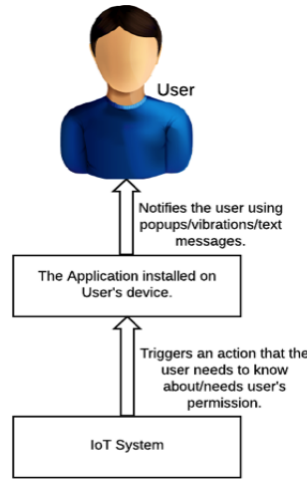 User
Notifies the user using
popups/vibrations/text
messages.
The Application installed on
User's device.
Triggers an action that the
user needs to know
about/needs user's
permission.
IoT System